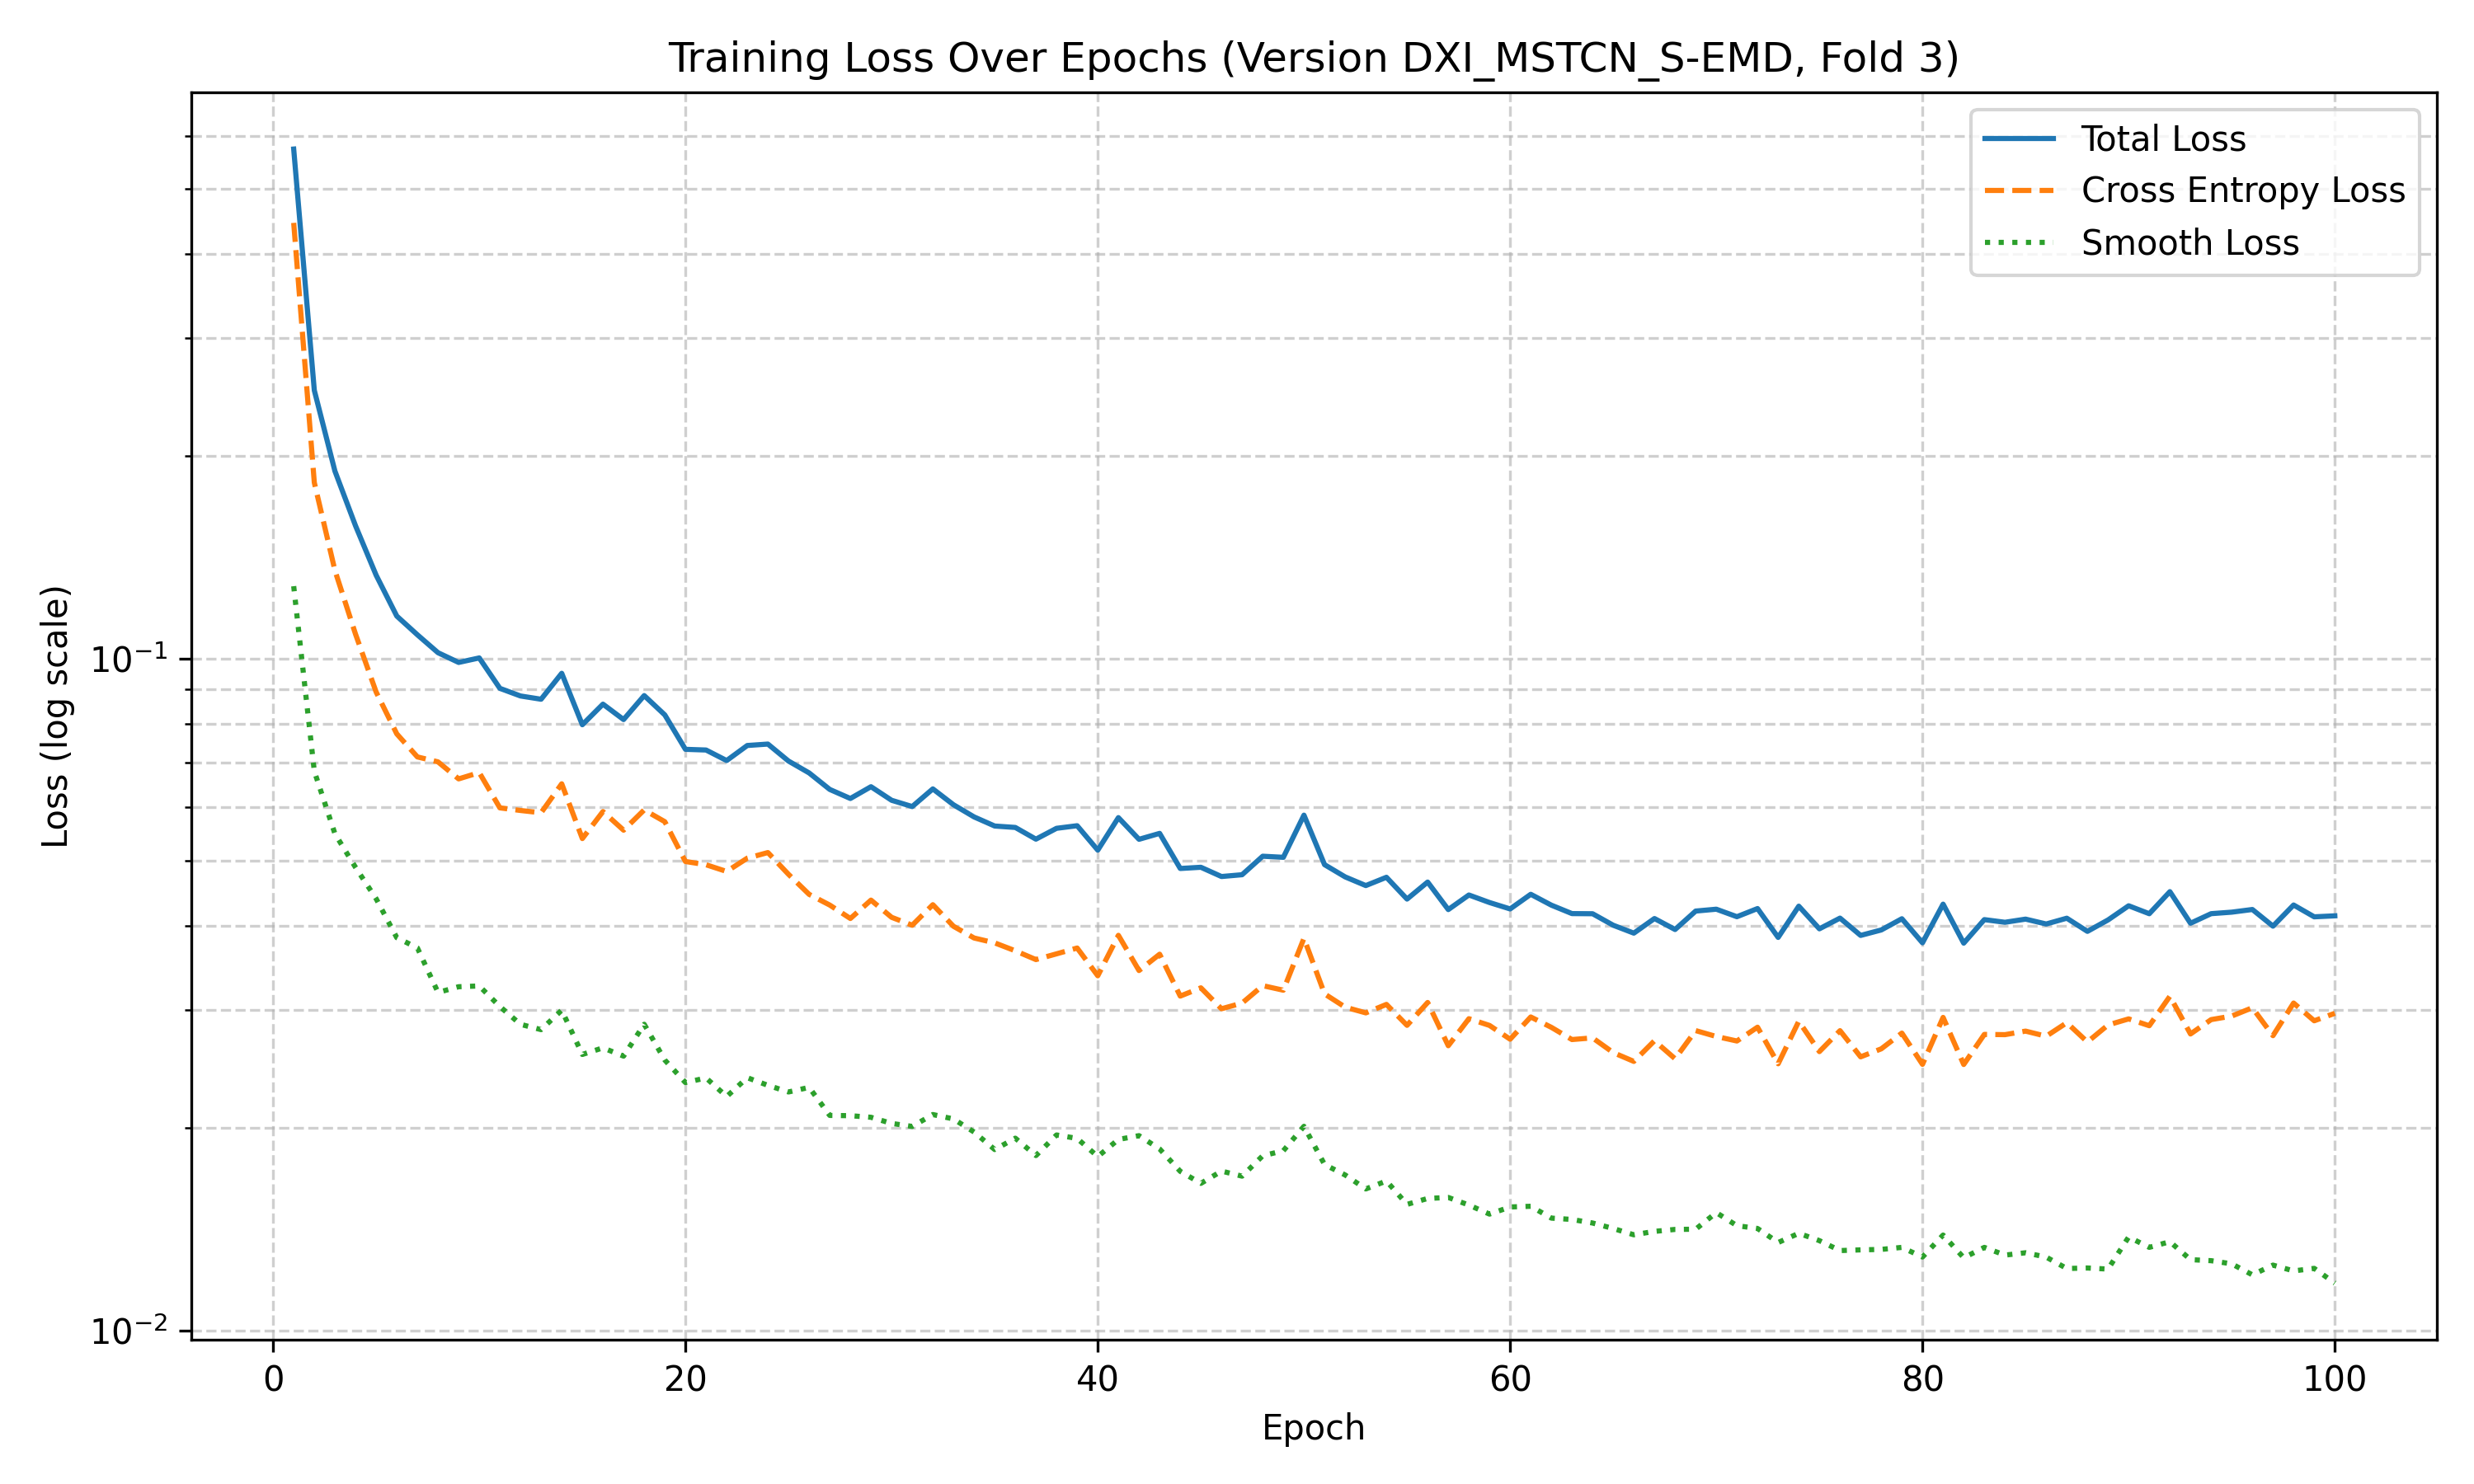 Training Loss Over Epochs (Version DXI_MSTCN_S-EMD, Fold 3)
Total Loss
Cross Entropy Loss
Smooth Loss
Loss (log scale)
10⁻¹
10⁻²
0 20 40 60 80 100
Epoch